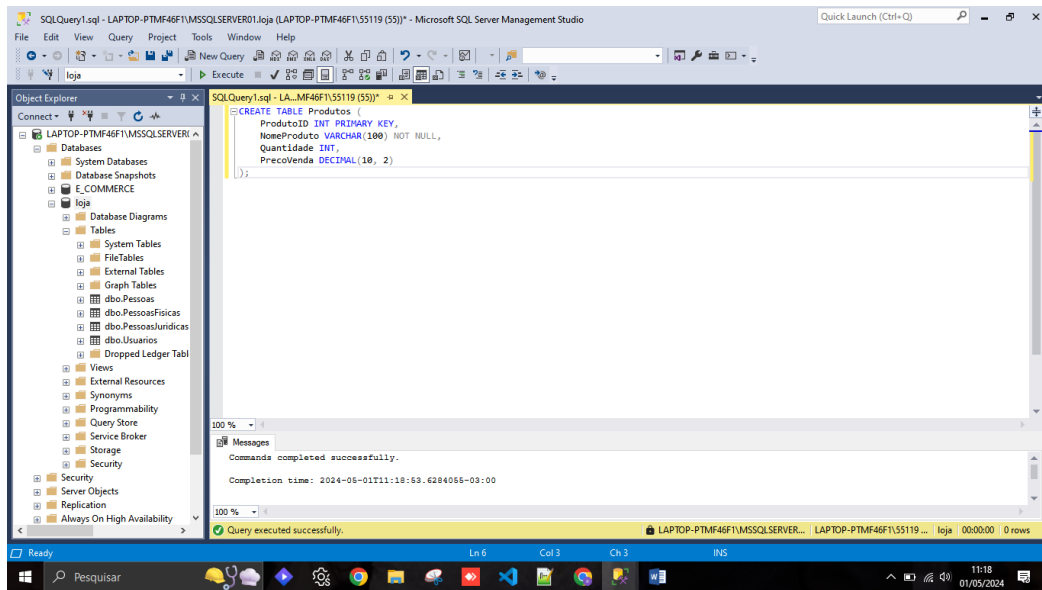 SQLQuery1.sql - LAPTOP-PTMF46F1\MSSQLSERVER01.loja (LAPTOP-PTMF46F1\55119 (55))* - Microsoft SQL Server Management Studio
Quick Launch (Ctrl+Q)
File Edit View Query Project Tools Window Help
New Query
loja
Execute
Object Explorer
SQLQuery1.sql - LA...MF46F1\55119 (55))*
Connect
LAPTOP-PTMF46F1\MSSQLSERVER(
Databases
System Databases
Database Snapshots
E_COMMERCE
loja
Database Diagrams
Tables
System Tables
FileTables
External Tables
Graph Tables
dbo.Pessoas
dbo.PessoasFisicas
dbo.PessoasJuridicas
dbo.Usuarios
Dropped Ledger Tabl
Views
External Resources
Synonyms
Programmability
Query Store
Service Broker
Storage
Security
Security
Server Objects
Replication
Always On High Availability
CREATE TABLE Produtos (
ProdutoID INT PRIMARY KEY,
NomeProduto VARCHAR(100) NOT NULL,
Quantidade INT,
PrecoVenda DECIMAL(10, 2)
);
100 %
Messages
Commands completed successfully.
Completion time: 2024-05-01T11:18:53.6284055-03:00
100 %
Query executed successfully.
LAPTOP-PTMF46F1\MSSQLSERVER... LAPTOP-PTMF46F1\55119 ... loja 00:00:00 0 rows
Ready Ln 6 Col 3 Ch 3 INS
Pesquisar
11:18
01/05/2024